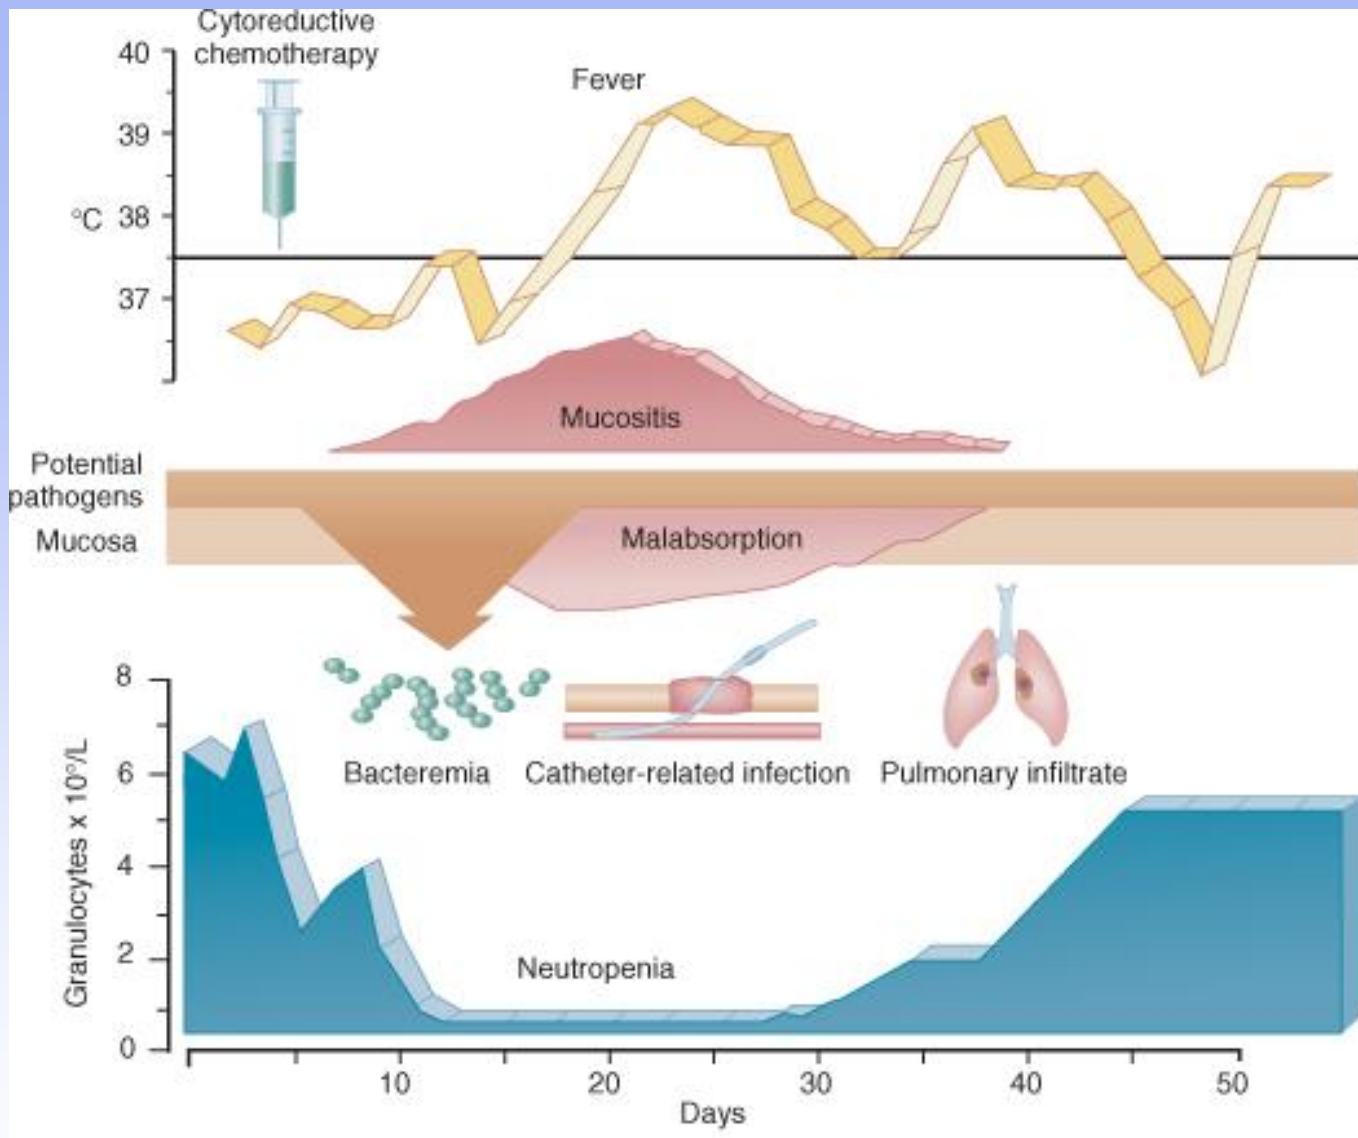 Cytoreductive
chemotherapy
Fever
40
39
°C 38
37
Mucositis
Potential
pathogens
Mucosa
Malabsorption
8
6
4
2
0
Granulocytes x 10⁹/L
Bacteremia
Catheter-related infection
Pulmonary infiltrate
Neutropenia
10 20 30 40 50
Days